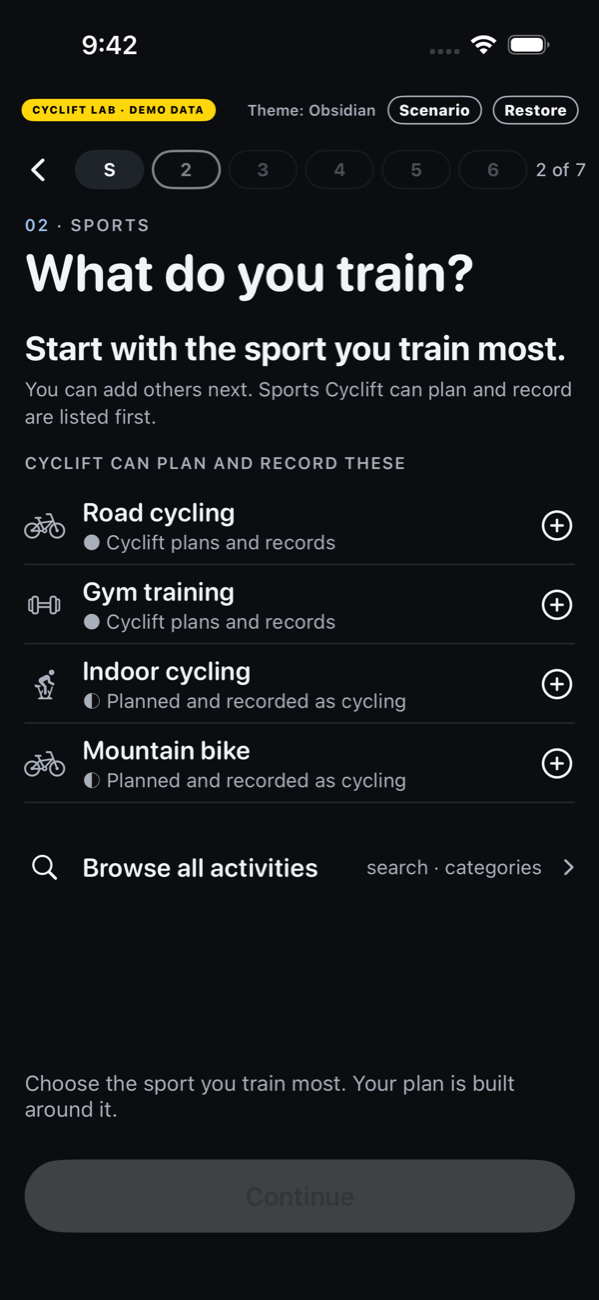 9:42
CYCLIFT LAB · DEMO DATA
Theme: Obsidian
Scenario
Restore
S
2
3
4
5
6
2 of 7
02 · SPORTS
What do you train?
Start with the sport you train most.
You can add others next. Sports Cyclift can plan and record
are listed first.
CYCLIFT CAN PLAN AND RECORD THESE
Road cycling
Cyclift plans and records
Gym training
Cyclift plans and records
Indoor cycling
Planned and recorded as cycling
Mountain bike
Planned and recorded as cycling
Browse all activities
search · categories
Choose the sport you train most. Your plan is built
around it.
Continue